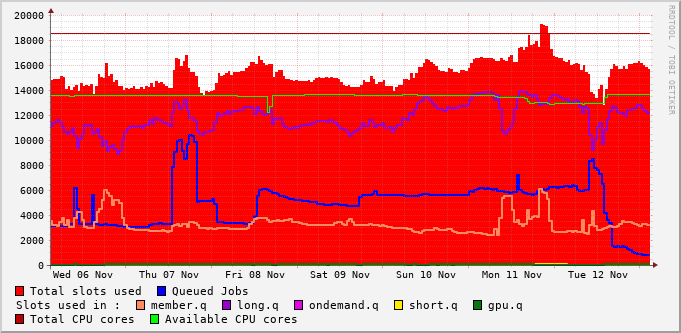 20000
18000
16000
14000
12000
10000
8000
6000
4000
2000
0
Wed 06 Nov Thu 07 Nov Fri 08 Nov Sat 09 Nov Sun 10 Nov Mon 11 Nov Tue 12 Nov
RRDTOOL / TOBI OETIKER
Total slots used Queued Jobs
Slots used in : member.q long.q ondemand.q short.q gpu.q
Total CPU cores Available CPU cores